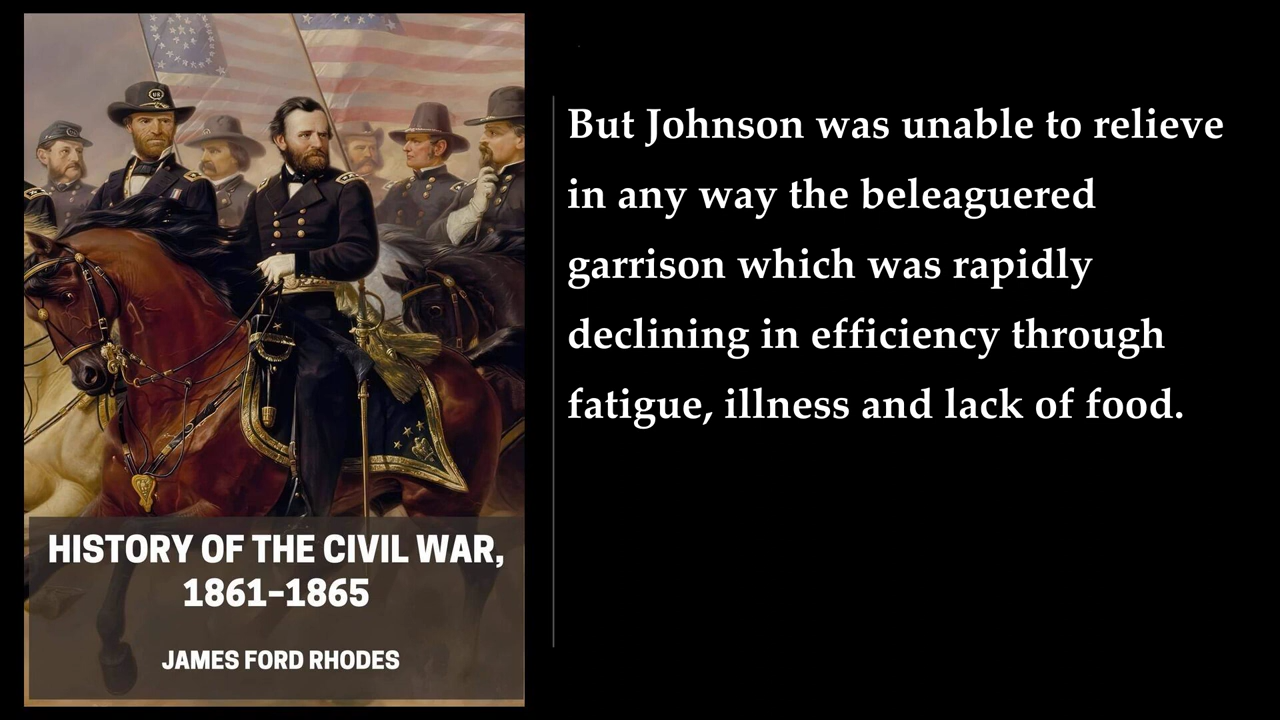 HISTORY OF THE CIVIL WAR,
1861–1865
JAMES FORD RHODES
But Johnson was unable to relieve
in any way the beleaguered
garrison which was rapidly
declining in efficiency through
fatigue, illness and lack of food.